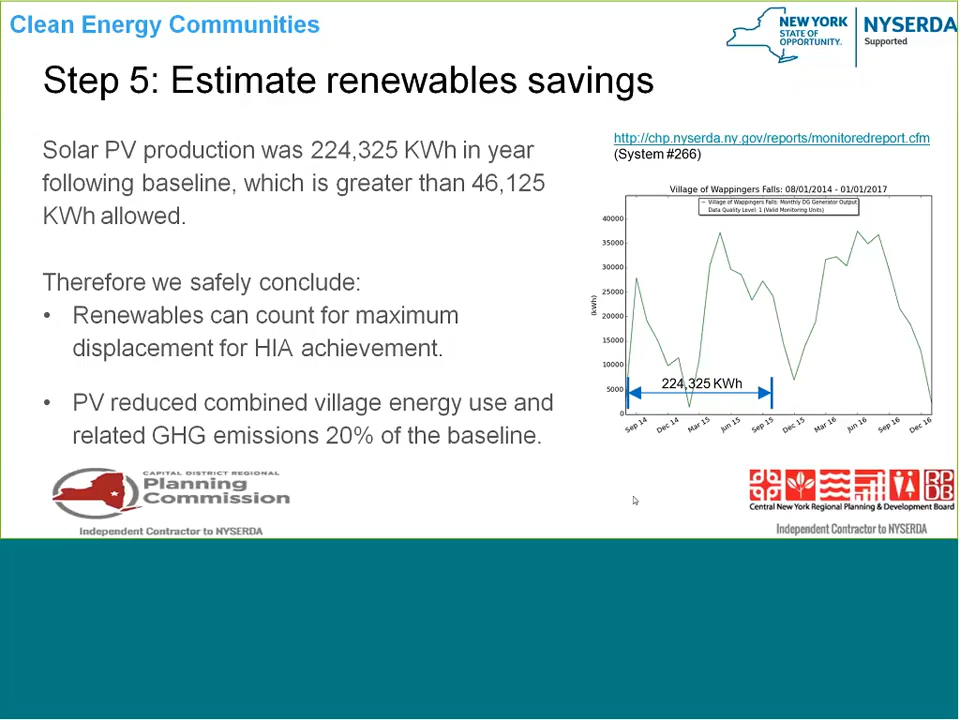 Clean Energy Communities
NEW YORK
STATE OF
OPPORTUNITY.
NYSERDA
Supported
Step 5: Estimate renewables savings
Solar PV production was 224,325 KWh in year
following baseline, which is greater than 46,125
KWh allowed.
Therefore we safely conclude:
• Renewables can count for maximum
displacement for HIA achievement.
• PV reduced combined village energy use and
related GHG emissions 20% of the baseline.
http://chp.nyserda.ny.gov/reports/monitoredreport.cfm
(System #266)
Village of Wappingers Falls: 08/01/2014 - 01/01/2017
Village of Wappingers Falls: Monthly DG Generator Output
Data Quality Level: 1 (Valid Monitoring Units)
40000
35000
30000
25000
20000
15000
10000
5000
0
(kWh)
224,325 KWh
Sep 14
Dec 14
Mar 15
Jun 15
Sep 15
Dec 15
Mar 16
Jun 16
Sep 16
Dec 16
CAPITAL DISTRICT REGIONAL
Planning
Commission
Independent Contractor to NYSERDA
RP
DB
Central New York Regional Planning & Development Board
Independent Contractor to NYSERDA